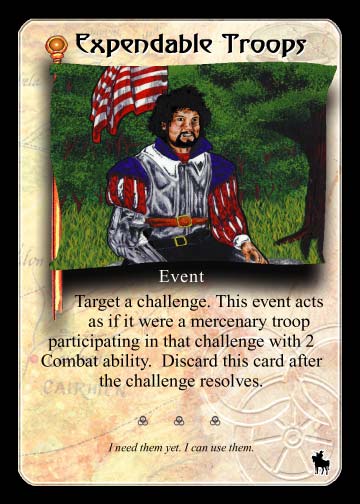 Expendable Troops
Event
Target a challenge. This event acts
as if it were a mercenary troop
participating in that challenge with 2
Combat ability.  Discard this card after
the challenge resolves.
I need them yet. I can use them.
CAIRHIEN